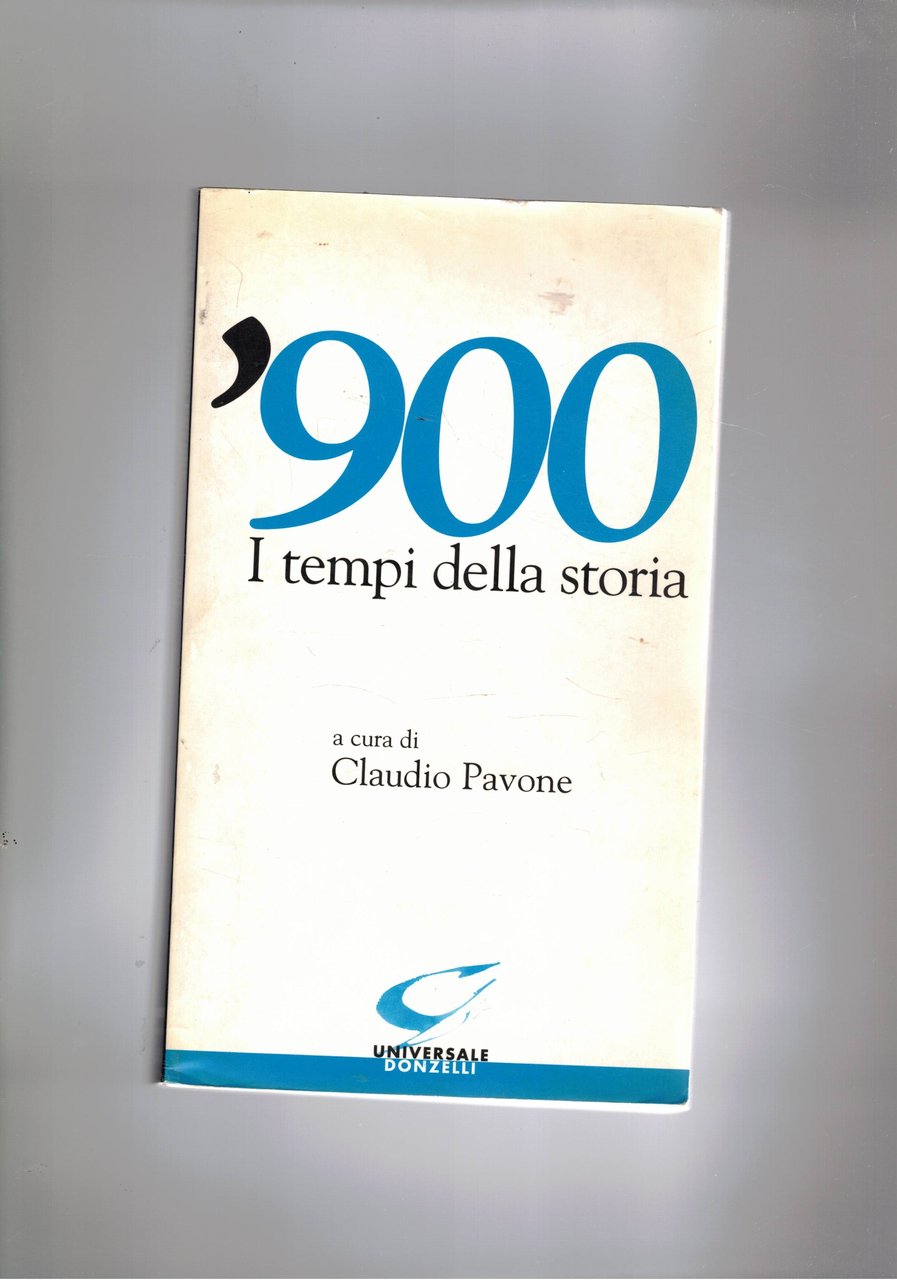 ’900
I tempi della storia
a cura di
Claudio Pavone
UNIVERSALE
DONZELLI